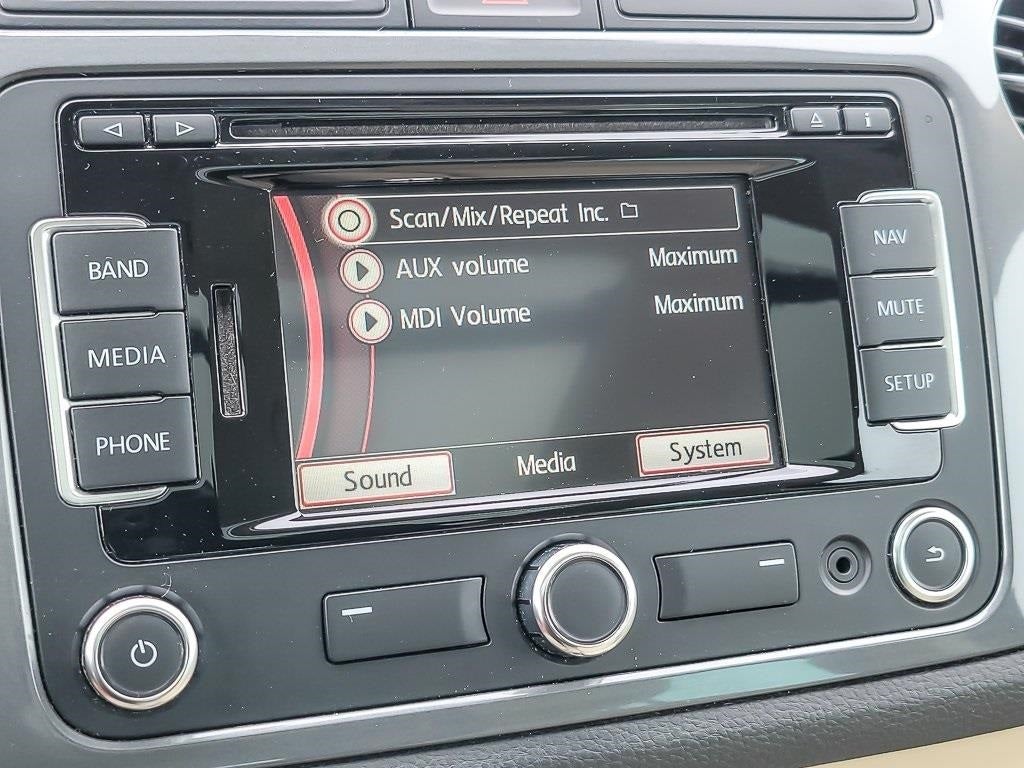 i
BAND
MEDIA
PHONE
Scan/Mix/Repeat Inc.
AUX volume Maximum
MDI Volume Maximum
Sound Media System
NAV
MUTE
SETUP